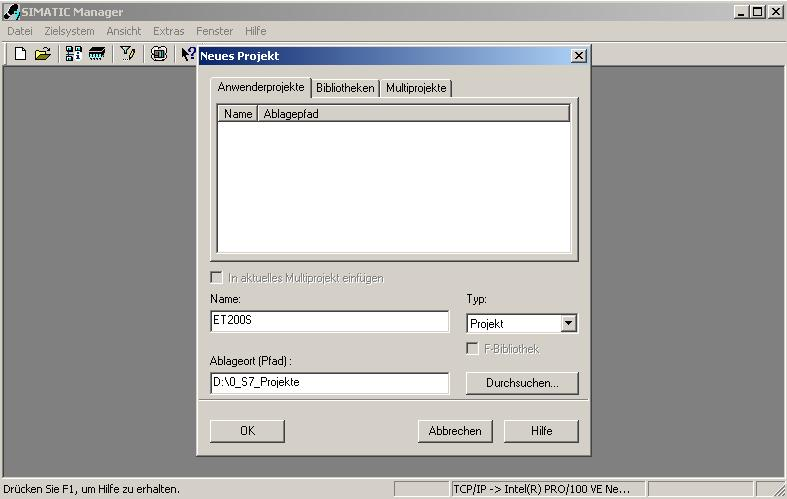 SIMATIC Manager
Datei Zielsystem Ansicht Extras Fenster Hilfe
Neues Projekt
Anwenderprojekte Bibliotheken Multiprojekte
Name Ablagepfad
In aktuelles Multiprojekt einfügen
Name: Typ:
ET200S Projekt
F-Bibliothek
Ablageort (Pfad) :
D:\0_S7_Projekte Durchsuchen...
OK Abbrechen Hilfe
Drücken Sie F1, um Hilfe zu erhalten. TCP/IP -> Intel(R) PRO/100 VE Ne...